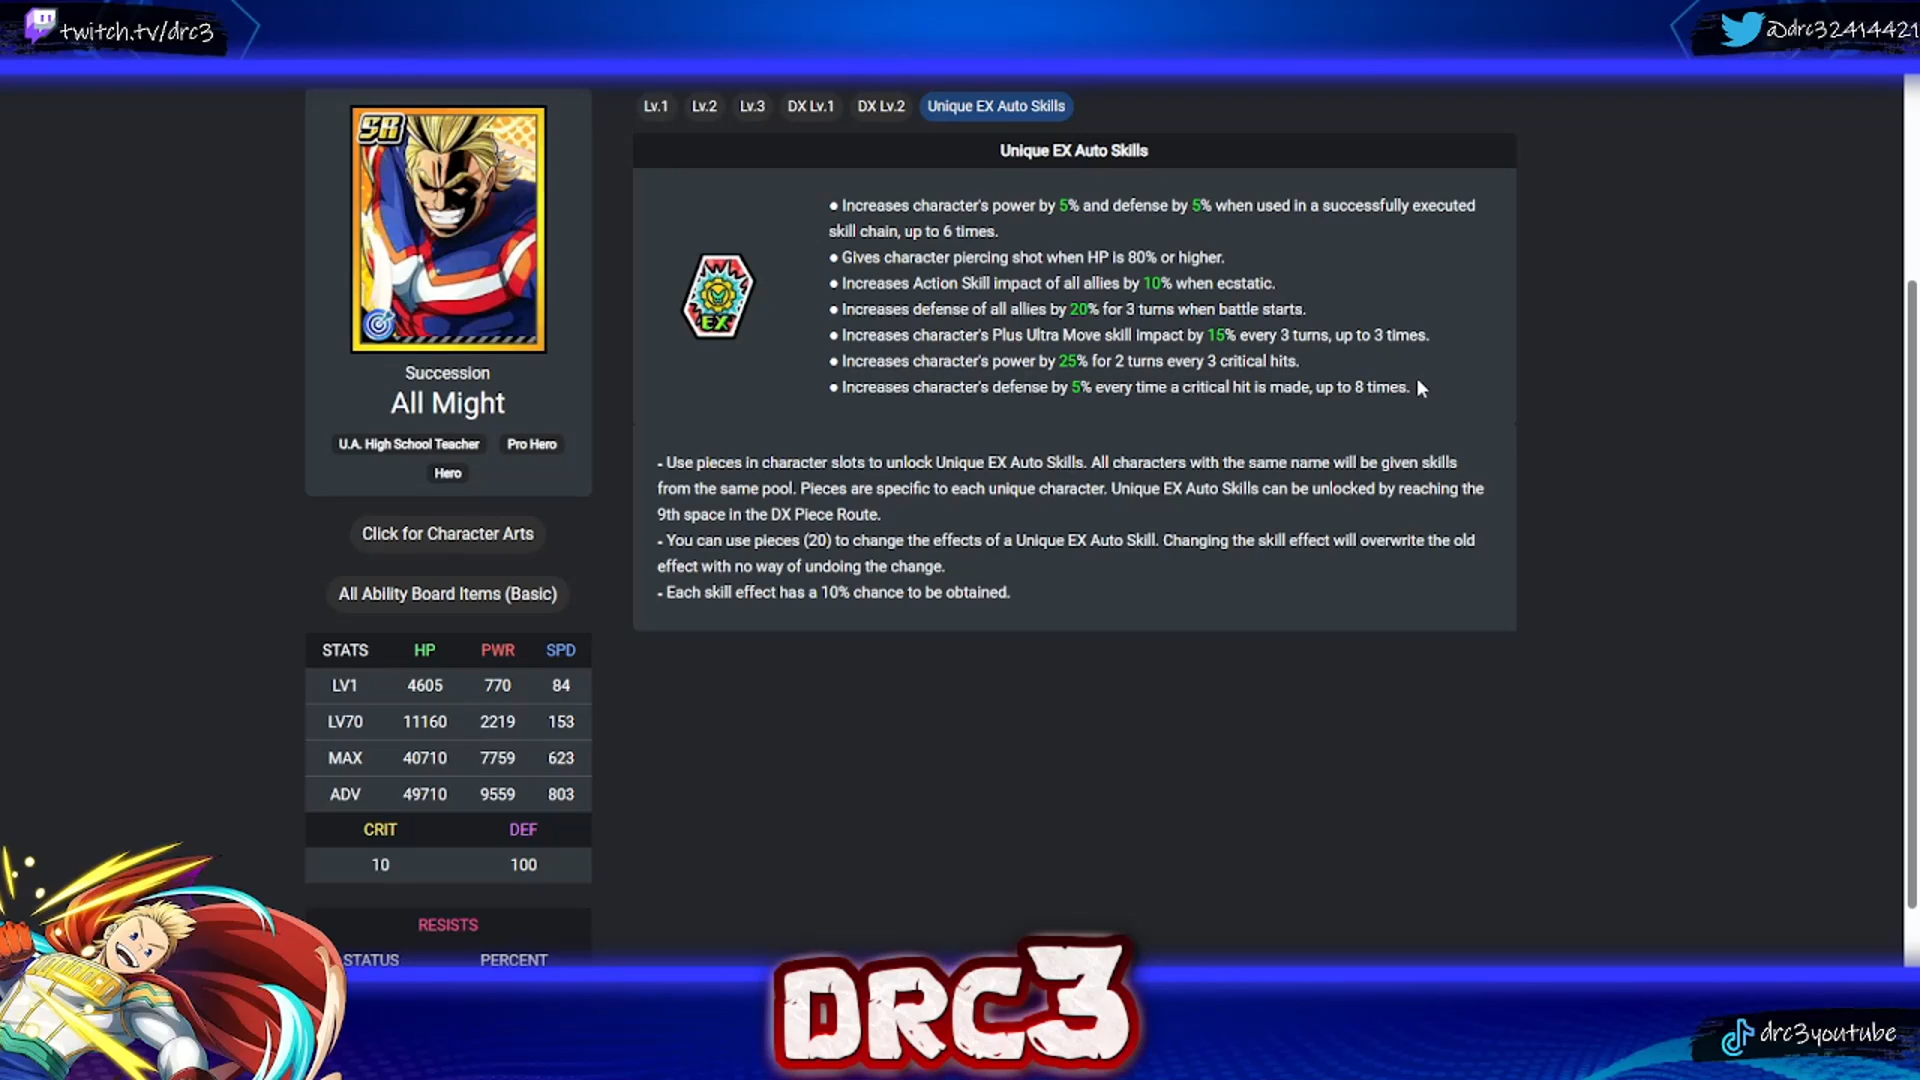 twitch.tv/drc3
@drc32414421
Lv.1 Lv.2 Lv.3 DX Lv.1 DX Lv.2 Unique EX Auto Skills
Unique EX Auto Skills
SR
EX
● Increases character's power by 5% and defense by 5% when used in a successfully executed
skill chain, up to 6 times.
● Gives character piercing shot when HP is 80% or higher.
● Increases Action Skill impact of all allies by 10% when ecstatic.
● Increases defense of all allies by 20% for 3 turns when battle starts.
● Increases character's Plus Ultra Move skill impact by 15% every 3 turns, up to 3 times.
● Increases character's power by 25% for 2 turns every 3 critical hits.
● Increases character's defense by 5% every time a critical hit is made, up to 8 times.
- Use pieces in character slots to unlock Unique EX Auto Skills. All characters with the same name will be given skills
from the same pool. Pieces are specific to each unique character. Unique EX Auto Skills can be unlocked by reaching the
9th space in the DX Piece Route.
- You can use pieces (20) to change the effects of a Unique EX Auto Skill. Changing the skill effect will overwrite the old
effect with no way of undoing the change.
- Each skill effect has a 10% chance to be obtained.
Succession
All Might
U.A. High School Teacher Pro Hero
Hero
Click for Character Arts
All Ability Board Items (Basic)
STATS HP PWR SPD
LV1 4605 770 84
LV70 11160 2219 153
MAX 40710 7759 623
ADV 49710 9559 803
CRIT DEF
10 100
RESISTS
STATUS PERCENT
DRC3
drc3youtube